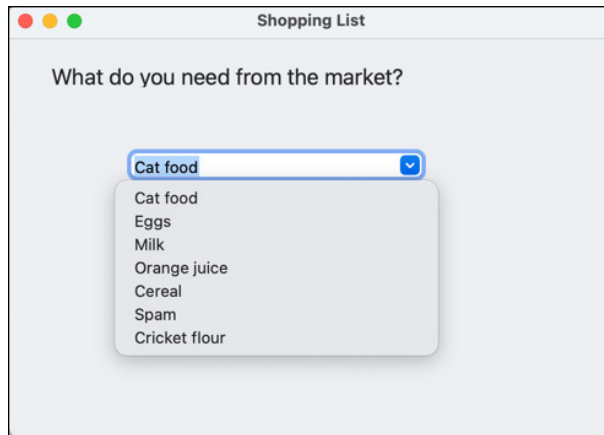 Shopping List
What do you need from the market?
Cat food
Cat food
Eggs
Milk
Orange juice
Cereal
Spam
Cricket flour